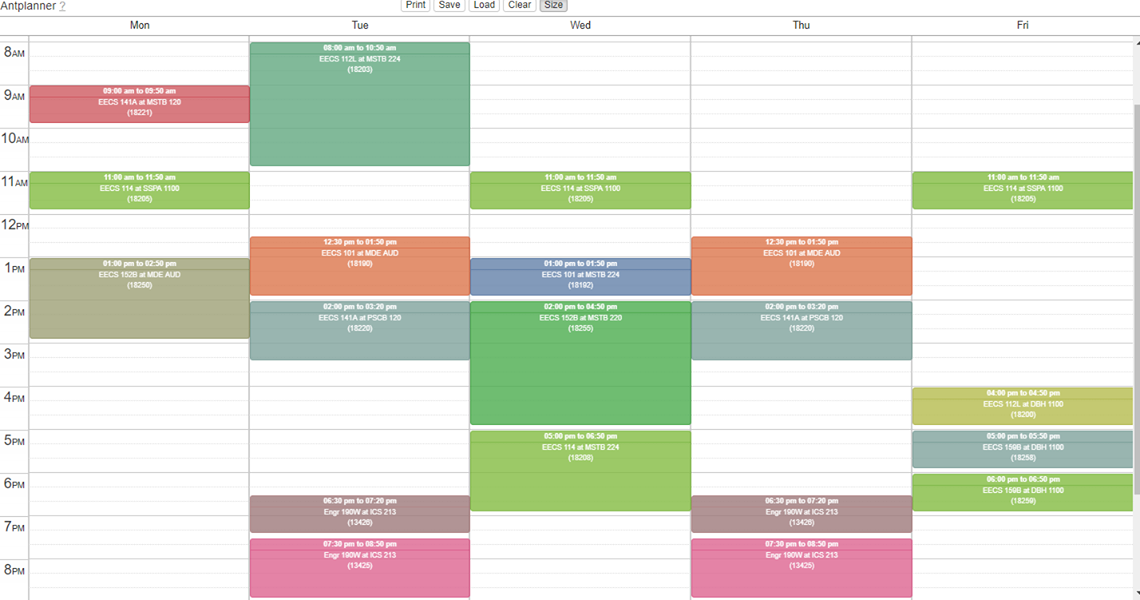 Antplanner ?
Print Save Load Clear Size
Mon Tue Wed Thu Fri
8AM
08:00 am to 10:50 am
EECS 112L at MSTB 224
(18203)
9AM
09:00 am to 09:50 am
EECS 141A at MSTB 120
(18221)
10AM
11AM
11:00 am to 11:50 am
EECS 114 at SSPA 1100
(18205)
11:00 am to 11:50 am
EECS 114 at SSPA 1100
(18205)
11:00 am to 11:50 am
EECS 114 at SSPA 1100
(18205)
12PM
12:30 pm to 01:50 pm
EECS 101 at MDE AUD
(18190)
12:30 pm to 01:50 pm
EECS 101 at MDE AUD
(18190)
1PM
01:00 pm to 02:50 pm
EECS 152B at MDE AUD
(18250)
01:00 pm to 01:50 pm
EECS 101 at MSTB 224
(18192)
2PM
02:00 pm to 03:20 pm
EECS 141A at PSCB 120
(18220)
02:00 pm to 04:50 pm
EECS 152B at MSTB 220
(18255)
02:00 pm to 03:20 pm
EECS 141A at PSCB 120
(18220)
3PM
4PM
04:00 pm to 04:50 pm
EECS 112L at DBH 1100
(18200)
5PM
05:00 pm to 06:50 pm
EECS 114 at MSTB 224
(18208)
05:00 pm to 05:50 pm
EECS 159B at DBH 1100
(18258)
6PM
06:00 pm to 06:50 pm
EECS 159B at DBH 1100
(18259)
06:30 pm to 07:20 pm
Engr 190W at ICS 213
(13426)
06:30 pm to 07:20 pm
Engr 190W at ICS 213
(13426)
7PM
07:30 pm to 08:50 pm
Engr 190W at ICS 213
(13425)
07:30 pm to 08:50 pm
Engr 190W at ICS 213
(13425)
8PM